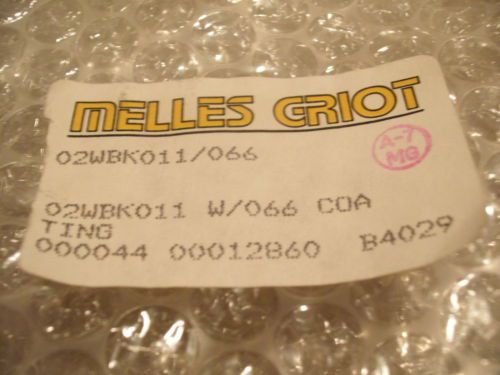 MELLES GRIOT
02WBK011/066
A-7
MG
02WBK011 W/066 COA
TING
000044 00012860 B4029